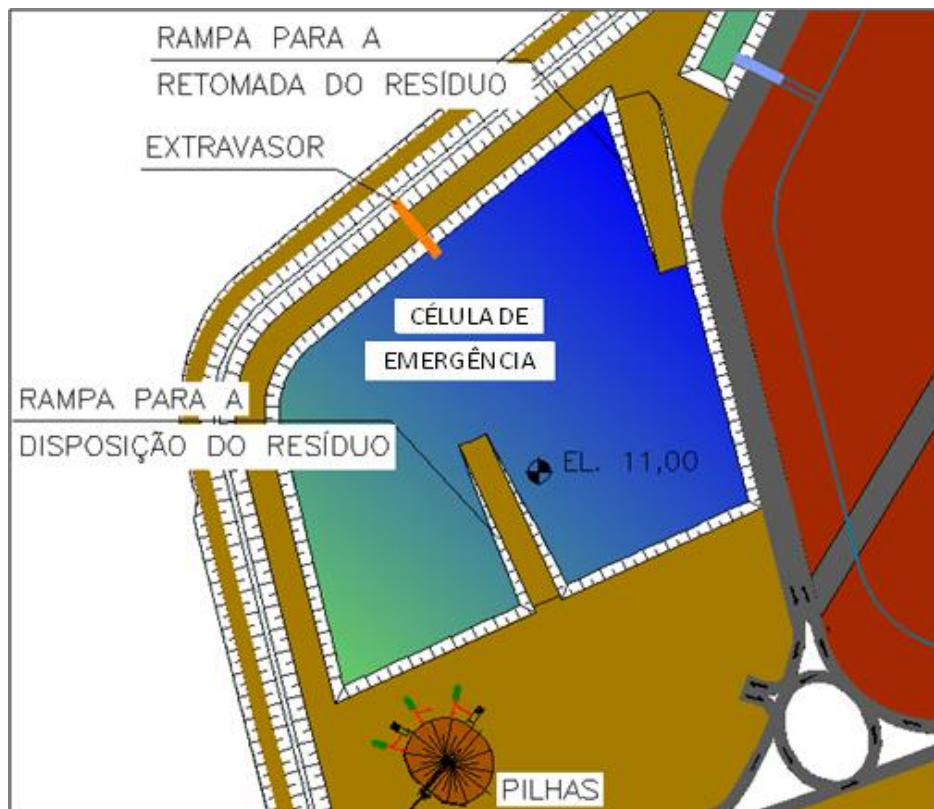 RAMPA PARA A
RETOMADA DO RESÍDUO
EXTRAVASOR
CÉLULA DE
EMERGÊNCIA
RAMPA PARA A
DISPOSIÇÃO DO RESÍDUO
EL. 11,00
PILHAS